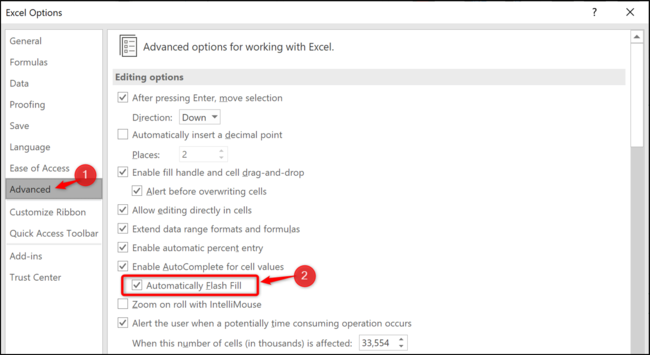 Excel Options ? ×
General
Formulas
Data
Proofing
Save
Language
Ease of Access
Advanced 1
Customize Ribbon
Quick Access Toolbar
Add-ins
Trust Center
Advanced options for working with Excel.
Editing options
After pressing Enter, move selection
Direction: Down
Automatically insert a decimal point
Places: 2
Enable fill handle and cell drag-and-drop
Alert before overwriting cells
Allow editing directly in cells
Extend data range formats and formulas
Enable automatic percent entry
Enable AutoComplete for cell values
Automatically Flash Fill 2
Zoom on roll with IntelliMouse
Alert the user when a potentially time consuming operation occurs
When this number of cells (in thousands) is affected: 33,554